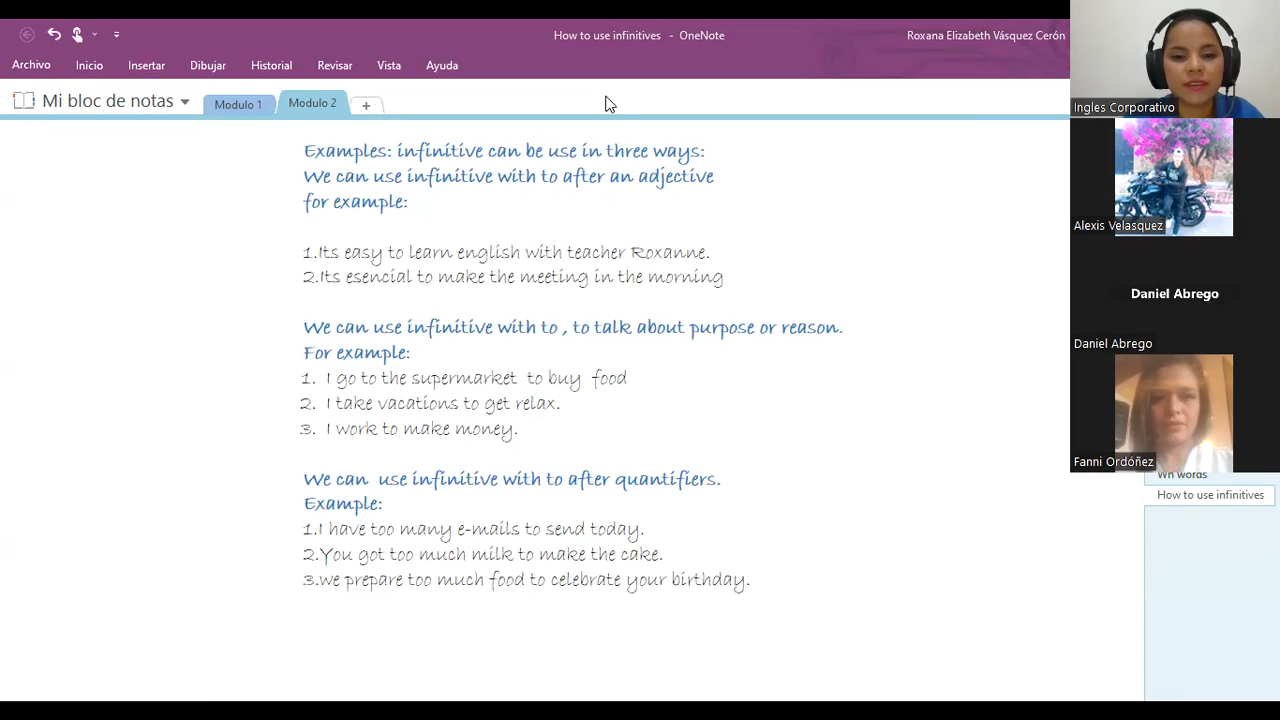 How to use infinitives - OneNote
Roxana Elizabeth Vásquez Cerón
Archivo Inicio Insertar Dibujar Historial Revisar Vista Ayuda
Mi bloc de notas Modulo 1 Modulo 2 +
Examples: infinitive can be use in three ways:
We can use infinitive with to after an adjective
for example:
1.Its easy to learn english with teacher Roxanne.
2.Its esencial to make the meeting in the morning
We can use infinitive with to , to talk about purpose or reason.
For example:
1. I go to the supermarket to buy food
2. I take vacations to get relax.
3. I work to make money.
We can use infinitive with to after quantifiers.
Example:
1.I have too many e-mails to send today.
2.You got too much milk to make the cake.
3.we prepare too much food to celebrate your birthday.
Ingles Corporativo
Alexis Velasquez
Daniel Abrego
Daniel Abrego
Fanni Ordóñez
Wh words
How to use infinitives